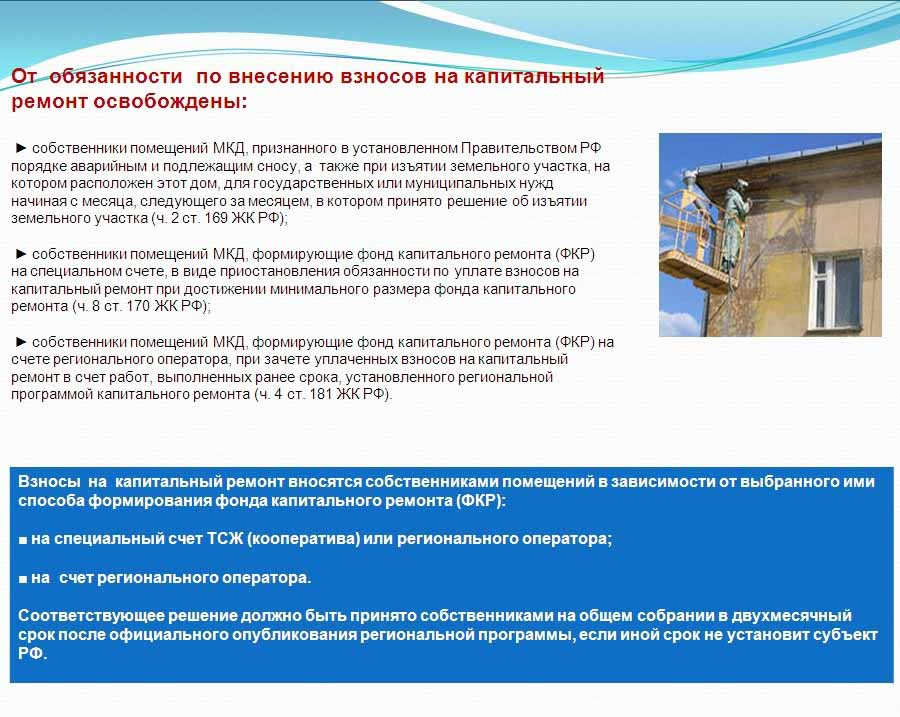 От обязанности по внесению взносов на капитальный
ремонт освобождены:
► собственники помещений МКД, признанного в установленном Правительством РФ
порядке аварийным и подлежащим сносу, а также при изъятии земельного участка, на
котором расположен этот дом, для государственных или муниципальных нужд
начиная с месяца, следующего за месяцем, в котором принято решение об изъятии
земельного участка (ч. 2 ст. 169 ЖК РФ);
► собственники помещений МКД, формирующие фонд капитального ремонта (ФКР)
на специальном счете, в виде приостановления обязанности по уплате взносов на
капитальный ремонт при достижении минимального размера фонда капитального
ремонта (ч. 8 ст. 170 ЖК РФ);
► собственники помещений МКД, формирующие фонд капитального ремонта (ФКР) на
счете регионального оператора, при зачете уплаченных взносов на капитальный
ремонт в счет работ, выполненных ранее срока, установленного региональной
программой капитального ремонта (ч. 4 ст. 181 ЖК РФ).
Взносы на капитальный ремонт вносятся собственниками помещений в зависимости от выбранного ими
способа формирования фонда капитального ремонта (ФКР):
■ на специальный счет ТСЖ (кооператива) или регионального оператора;
■ на счет регионального оператора.
Соответствующее решение должно быть принято собственниками на общем собрании в двухмесячный
срок после официального опубликования региональной программы, если иной срок не установит субъект
РФ.